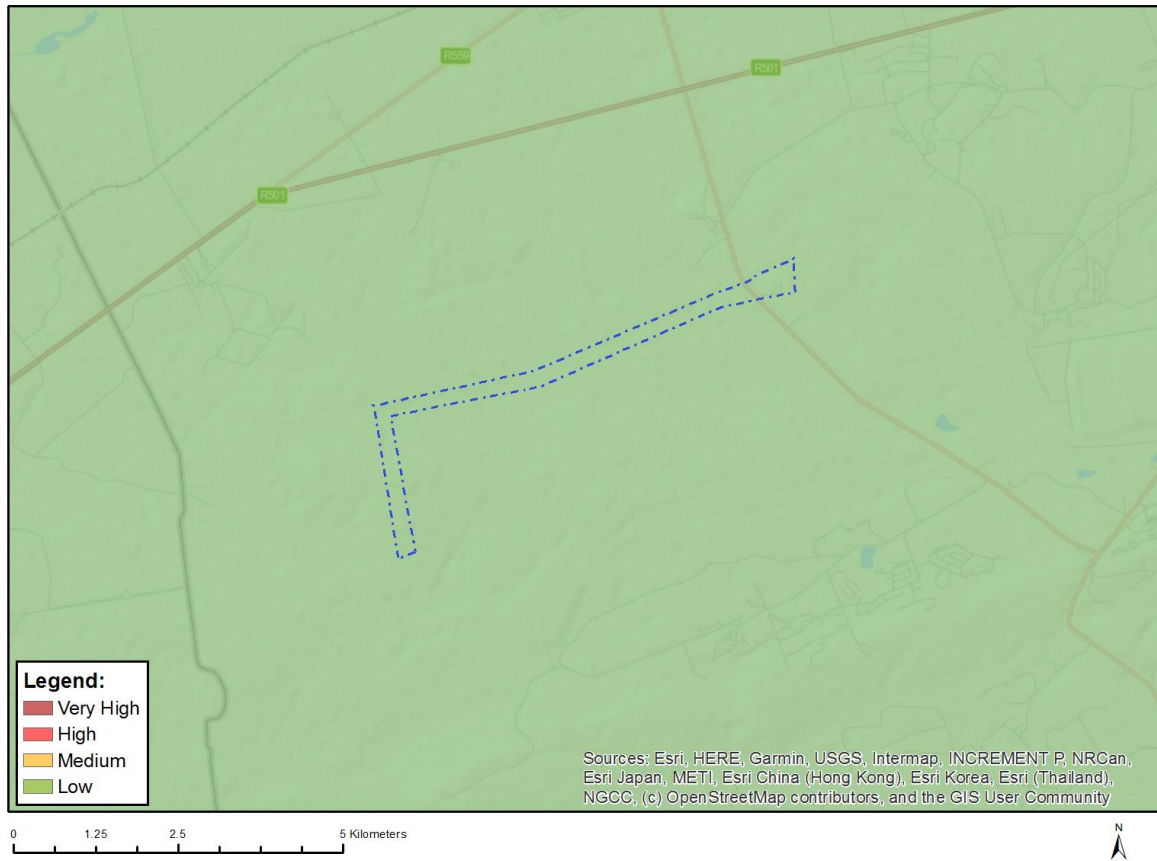 R559
R501
R501
Legend:
Very High
High
Medium
Low
Sources: Esri, HERE, Garmin, USGS, Intermap, INCREMENT P, NRCan,
Esri Japan, METI, Esri China (Hong Kong), Esri Korea, Esri (Thailand),
NGCC, (c) OpenStreetMap contributors, and the GIS User Community
0 1.25 2.5 5 Kilometers
N